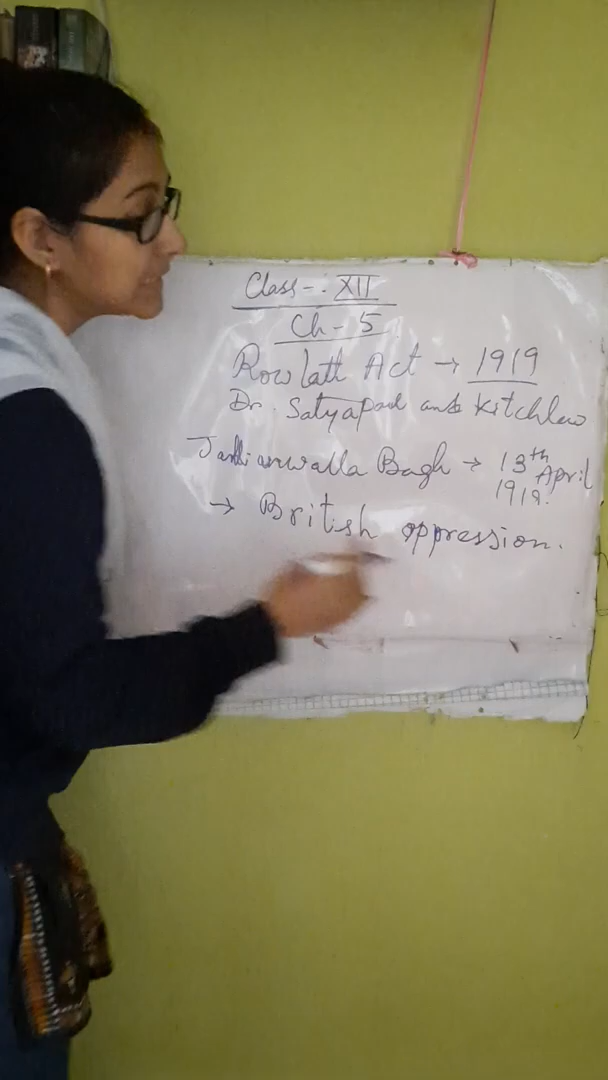 Class - : XII
Ch - 5
Rowlatt Act → 1919
Dr. Satyapal and Kitchlew
Jallianwalla Bagh → 13th April
1919.
→ British oppression.